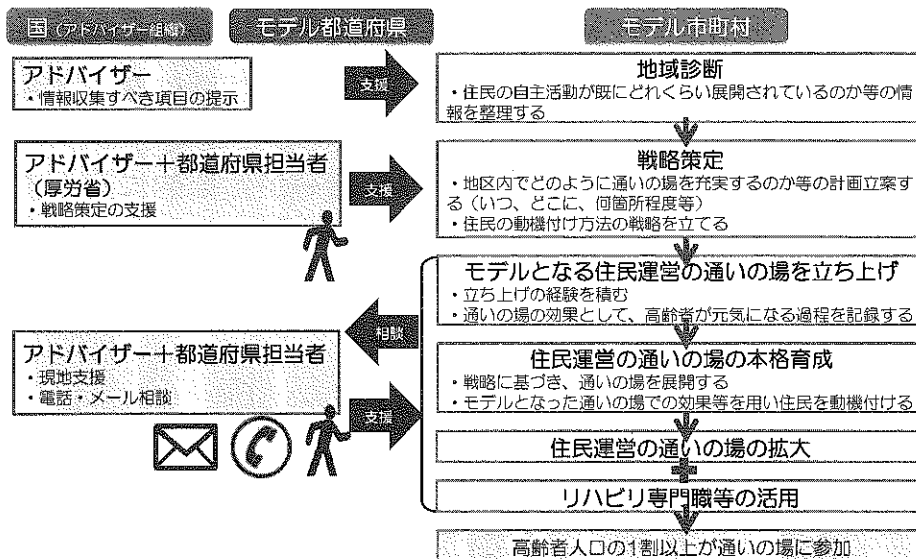 国（アドバイザー組織）
モデル都道府県
モデル市町村
アドバイザー
・情報収集すべき項目の提示
支援
地域診断
・住民の自主活動が既にどれくらい展開されているのか等の情
報を整理する
アドバイザー＋都道府県担当者
（厚労省）
・戦略策定の支援
支援
戦略策定
・地区内でどのように通いの場を充実するのか等の計画立案す
る（いつ、どこに、何箇所程度等）
・住民の動機付け方法の戦略を立てる
モデルとなる住民運営の通いの場を立ち上げ
・立ち上げの経験を積む
・通いの場の効果として、高齢者が元気になる過程を記録する
相談
アドバイザー＋都道府県担当者
・現地支援
・電話・メール相談
支援
住民運営の通いの場の本格育成
・戦略に基づき、通いの場を展開する
・モデルとなった通いの場での効果等を用い住民を動機付ける
住民運営の通いの場の拡大
リハビリ専門職等の活用
高齢者人口の1割以上が通いの場に参加